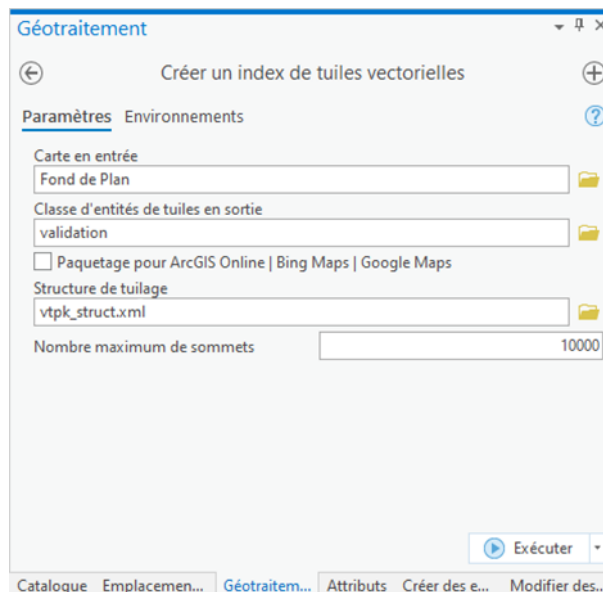 Géotraitement
Créer un index de tuiles vectorielles
Paramètres Environnements
Carte en entrée
Fond de Plan
Classe d'entités de tuiles en sortie
validation
Paquetage pour ArcGIS Online | Bing Maps | Google Maps
Structure de tuilage
vtpk_struct.xml
Nombre maximum de sommets 10000
Exécuter
Catalogue Emplacemen... Géotraitem... Attributs Créer des e... Modifier des...